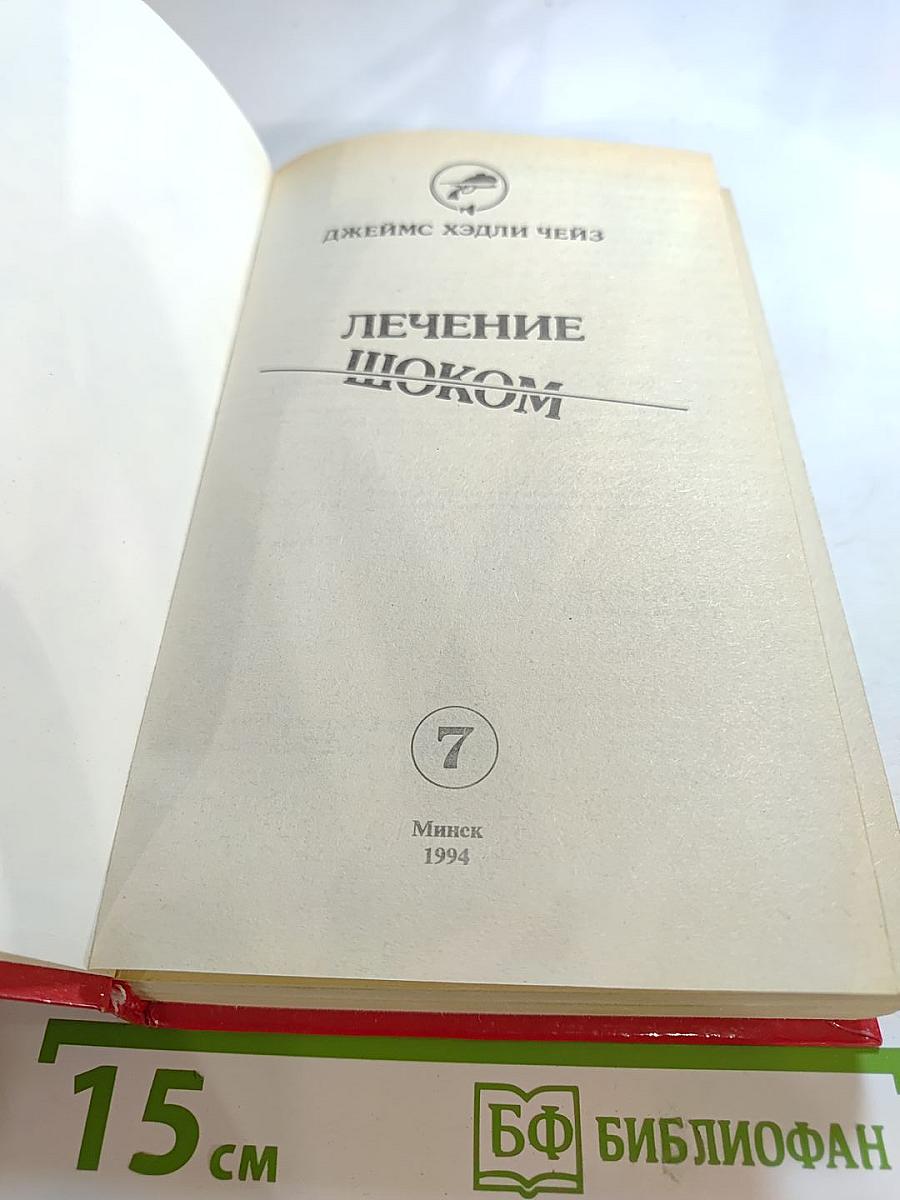 ДЖЕЙМС ХЭДЛИ ЧЕЙЗ
ЛЕЧЕНИЕ
ШОКОМ
7
Минск
1994
15 см
БФ БИБЛИОФАН